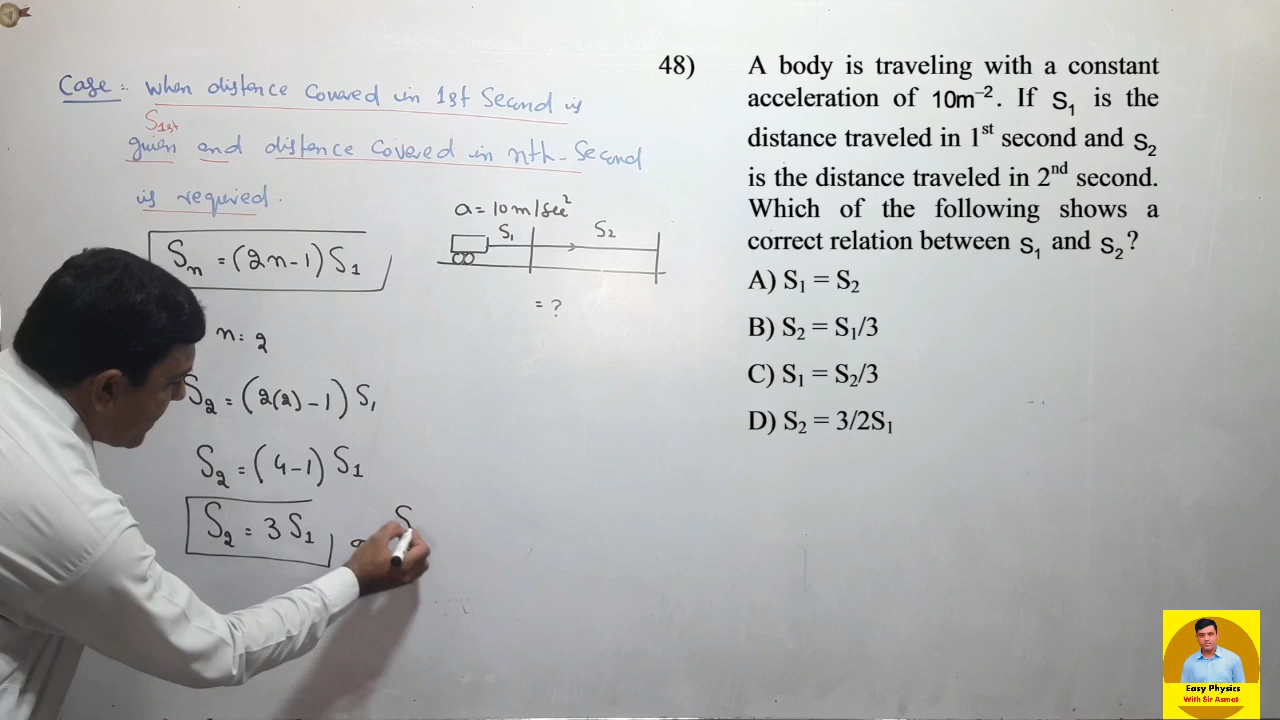 Case :- When distence Covered in 1st Second is
S1st
given and distence Covered in nth-Second
is required.
Sn = (2n-1) S1
n = 2
S2 = (2(2)-1) S1
S2 = (4-1) S1
S2 = 3 S1
S
a = 10 m/sec²
S1 S2
= ?
48) A body is traveling with a constant
acceleration of 10m⁻². If S₁ is the
distance traveled in 1st second and S₂
is the distance traveled in 2nd second.
Which of the following shows a
correct relation between S₁ and S₂?
A) S₁ = S₂
B) S₂ = S₁/3
C) S₁ = S₂/3
D) S₂ = 3/2S₁
Easy Physics
With Sir Asmat